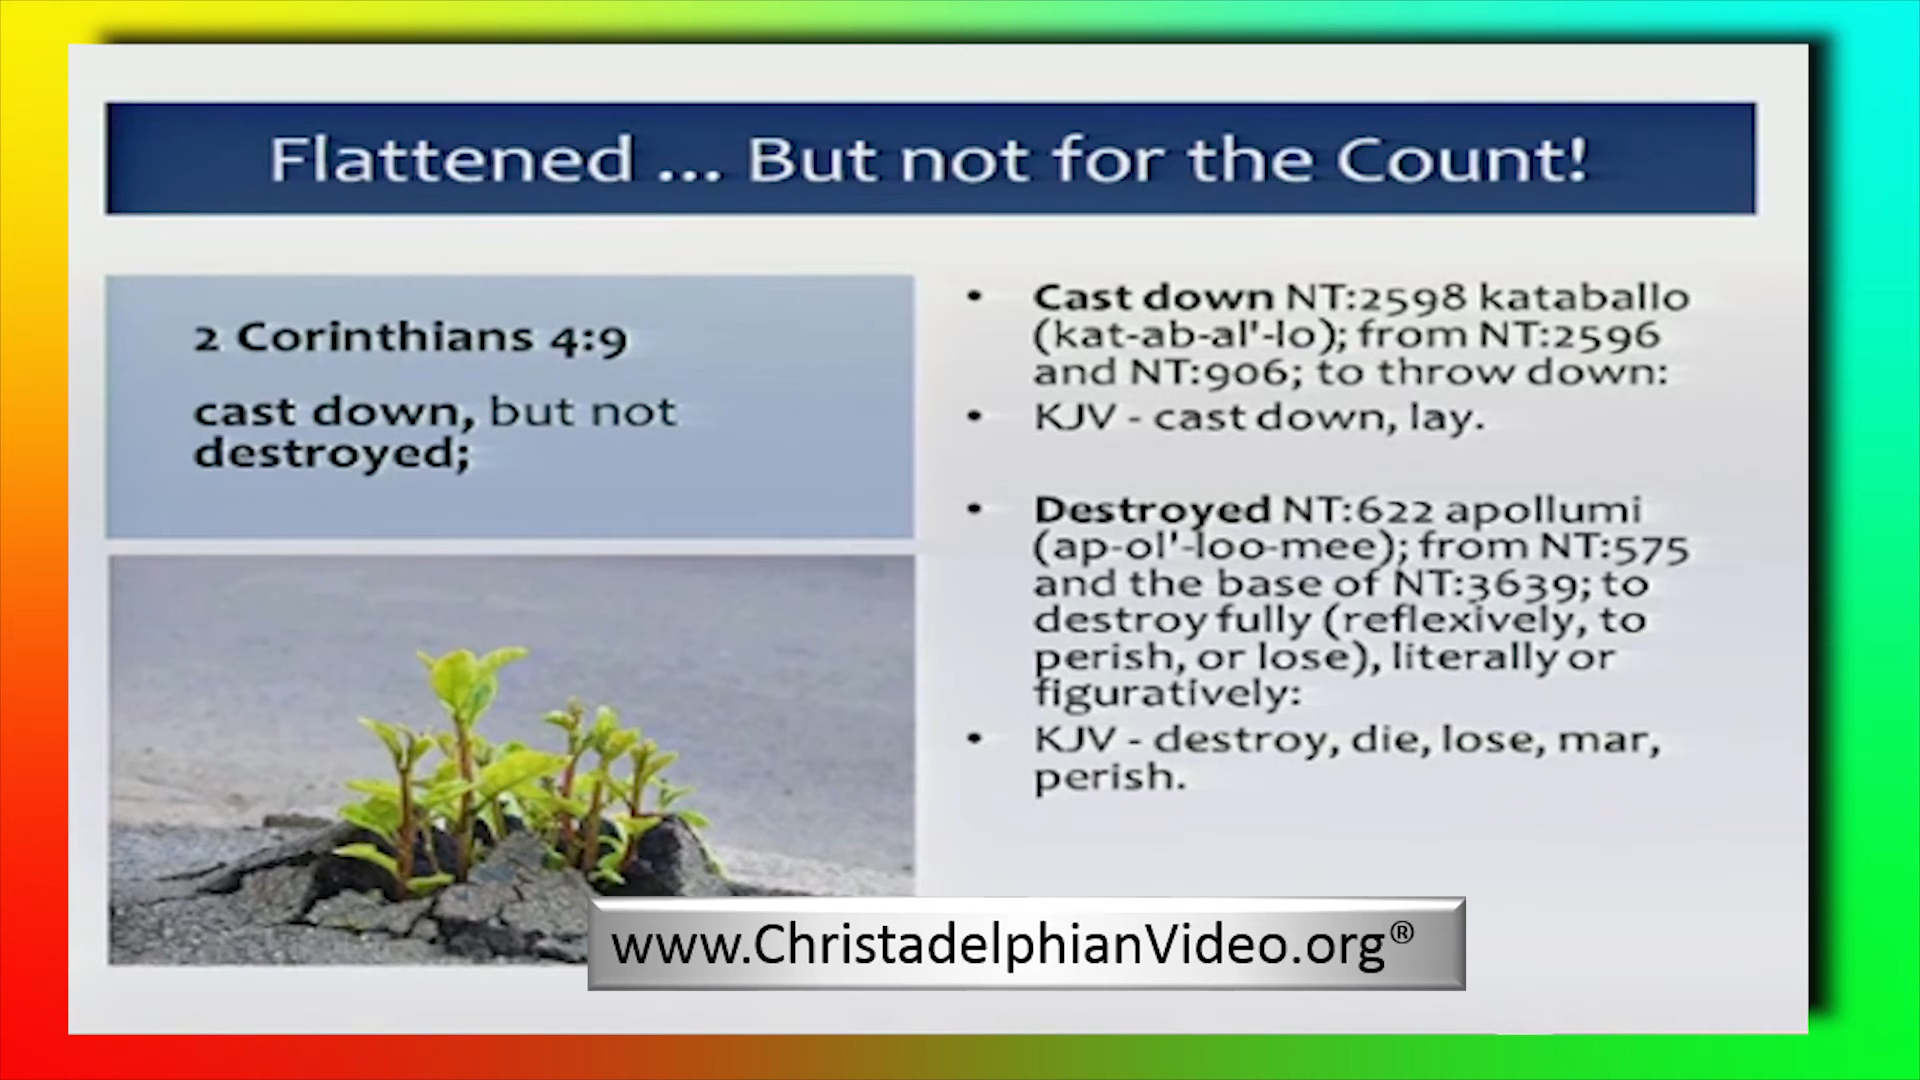 Flattened ... But not for the Count!
2 Corinthians 4:9
cast down, but not
destroyed;
• Cast down NT:2598 kataballo
(kat-ab-al'-lo); from NT:2596
and NT:906; to throw down:
• KJV - cast down, lay.
• Destroyed NT:622 apollumi
(ap-ol'-loo-mee); from NT:575
and the base of NT:3639; to
destroy fully (reflexively, to
perish, or lose), literally or
figuratively:
• KJV - destroy, die, lose, mar,
perish.
www.ChristadelphianVideo.org®